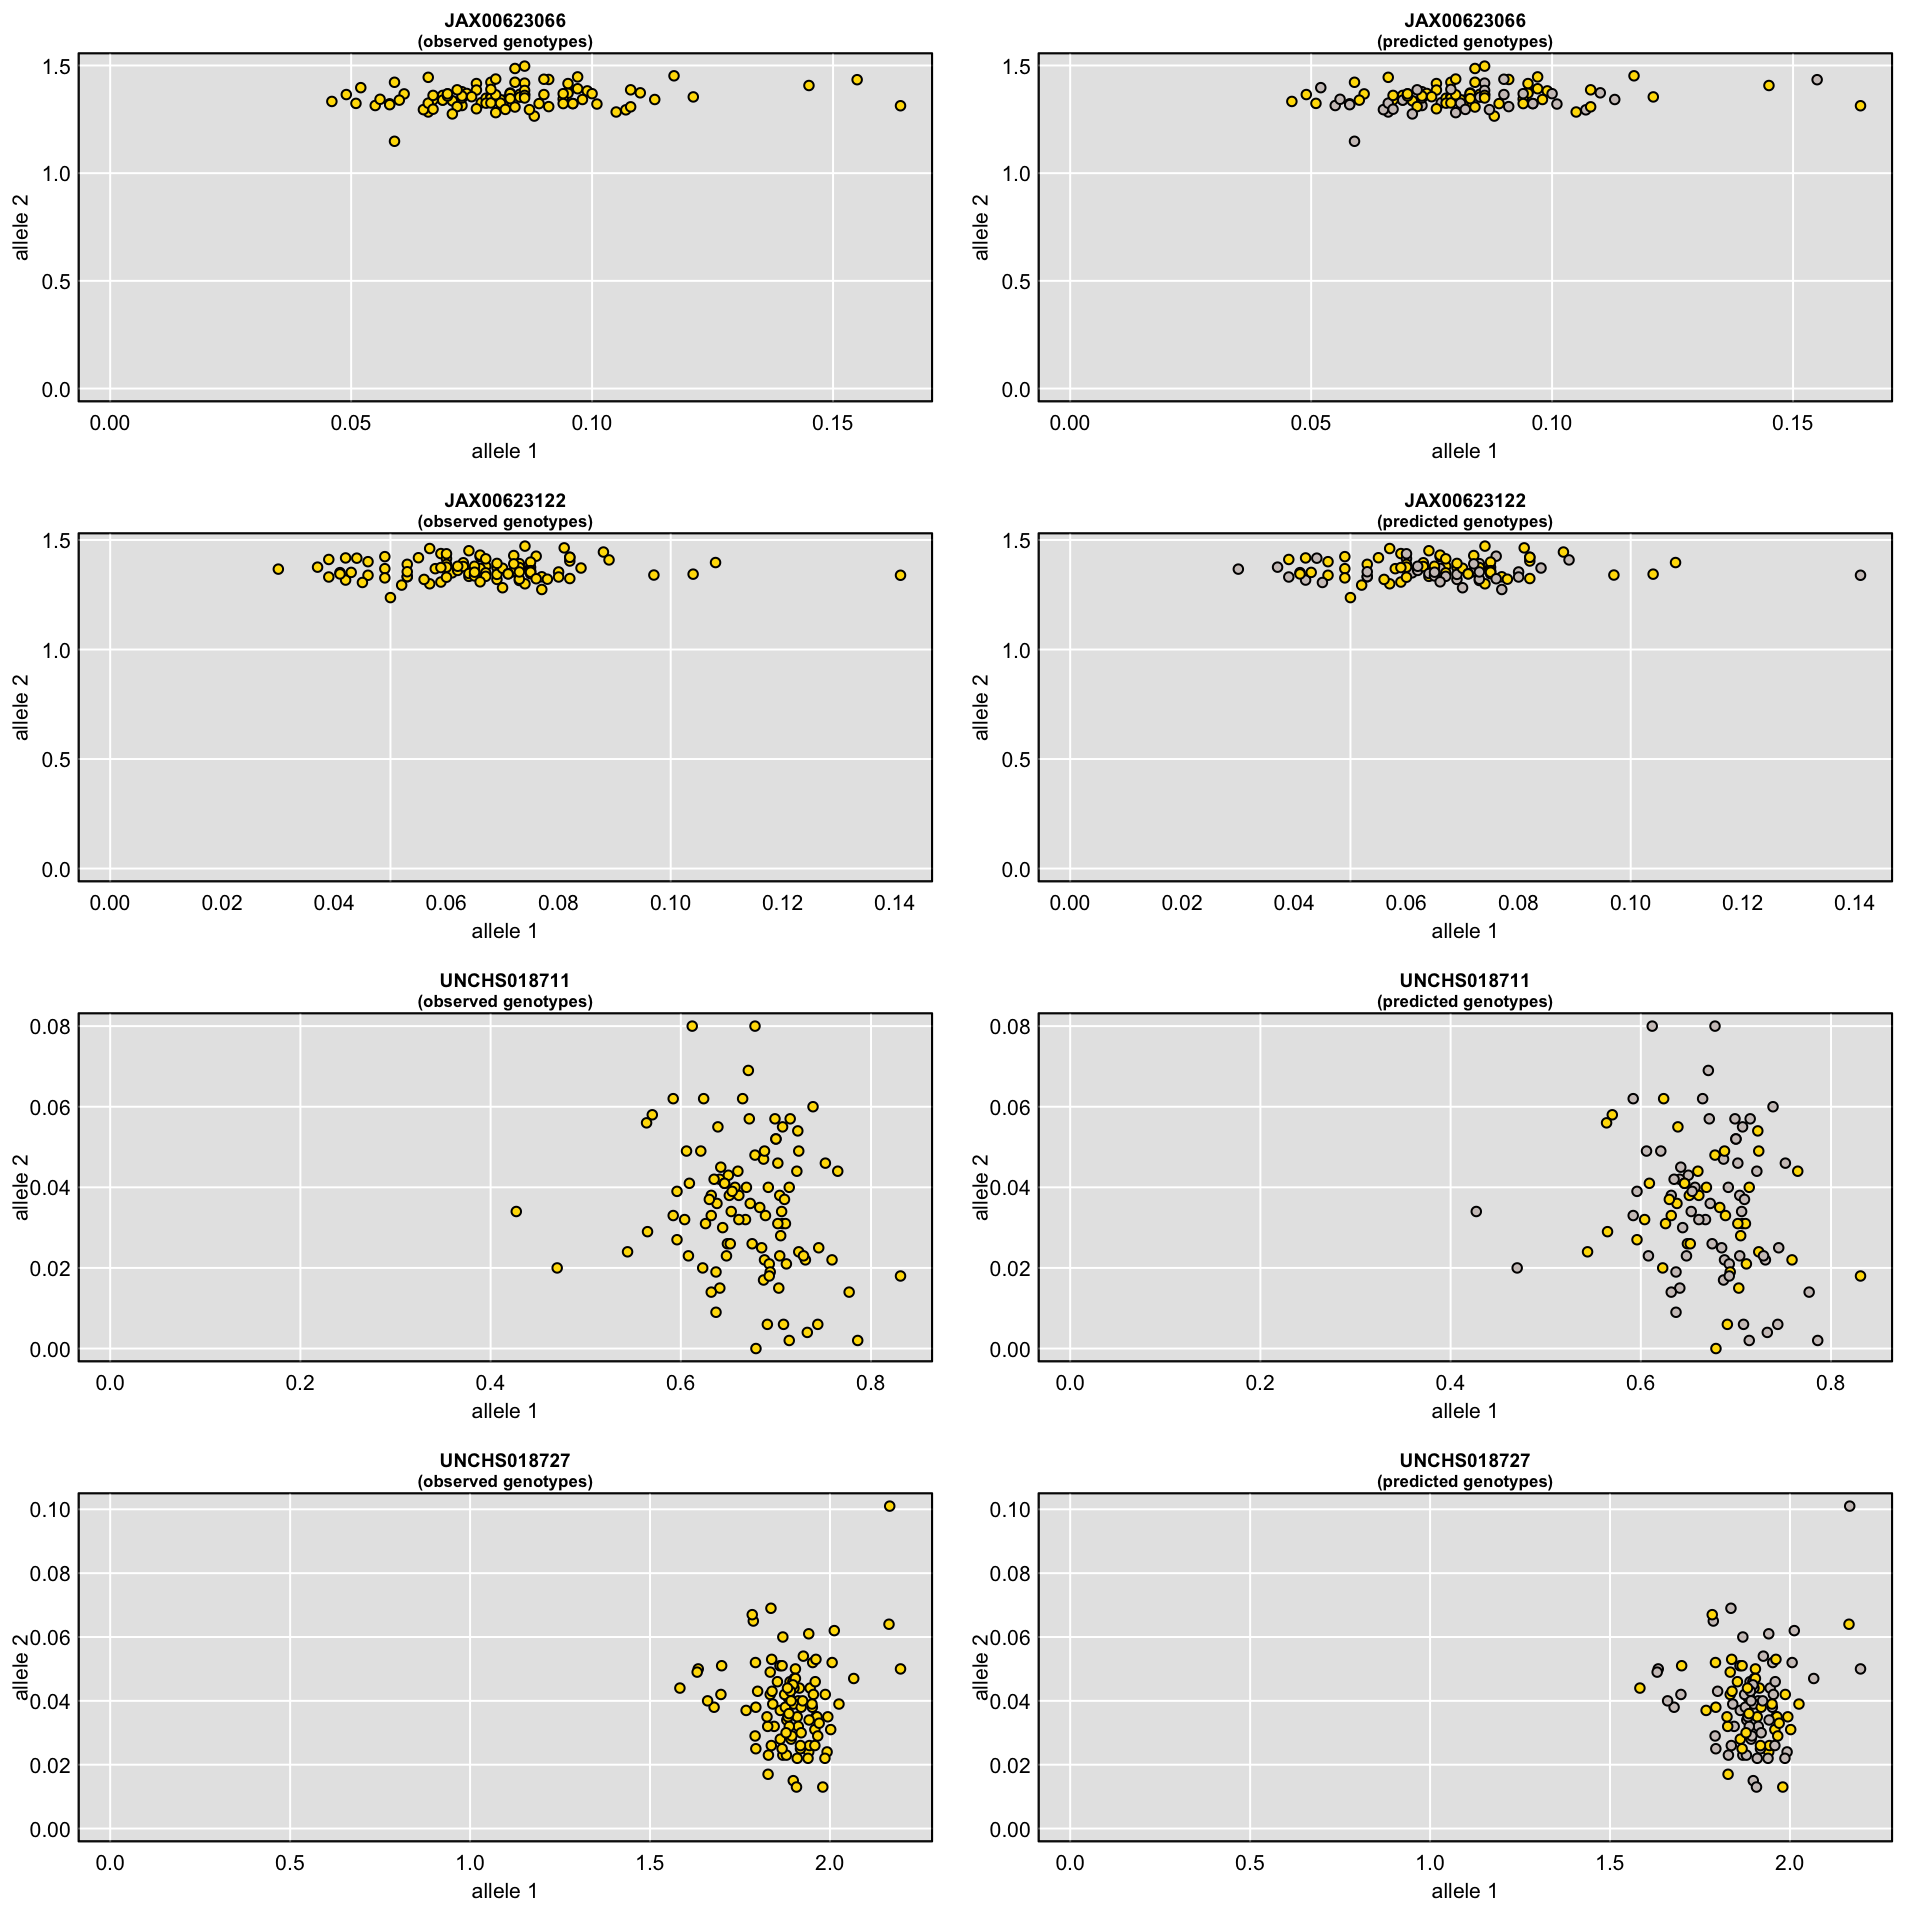 JAX00623066
(observed genotypes)
1.5
1.0
0.5
0.0
allele 2
0.00 0.05 0.10 0.15
allele 1
JAX00623066
(predicted genotypes)
1.5
1.0
0.5
0.0
allele 2
0.00 0.05 0.10 0.15
allele 1
JAX00623122
(observed genotypes)
1.5
1.0
0.5
0.0
allele 2
0.00 0.02 0.04 0.06 0.08 0.10 0.12 0.14
allele 1
JAX00623122
(predicted genotypes)
1.5
1.0
0.5
0.0
allele 2
0.00 0.02 0.04 0.06 0.08 0.10 0.12 0.14
allele 1
UNCHS018711
(observed genotypes)
0.08
0.06
0.04
0.02
0.00
allele 2
0.0 0.2 0.4 0.6 0.8
allele 1
UNCHS018711
(predicted genotypes)
0.08
0.06
0.04
0.02
0.00
allele 2
0.0 0.2 0.4 0.6 0.8
allele 1
UNCHS018727
(observed genotypes)
0.10
0.08
0.06
0.04
0.02
0.00
allele 2
0.0 0.5 1.0 1.5 2.0
allele 1
UNCHS018727
(predicted genotypes)
0.10
0.08
0.06
0.04
0.02
0.00
allele 2
0.0 0.5 1.0 1.5 2.0
allele 1